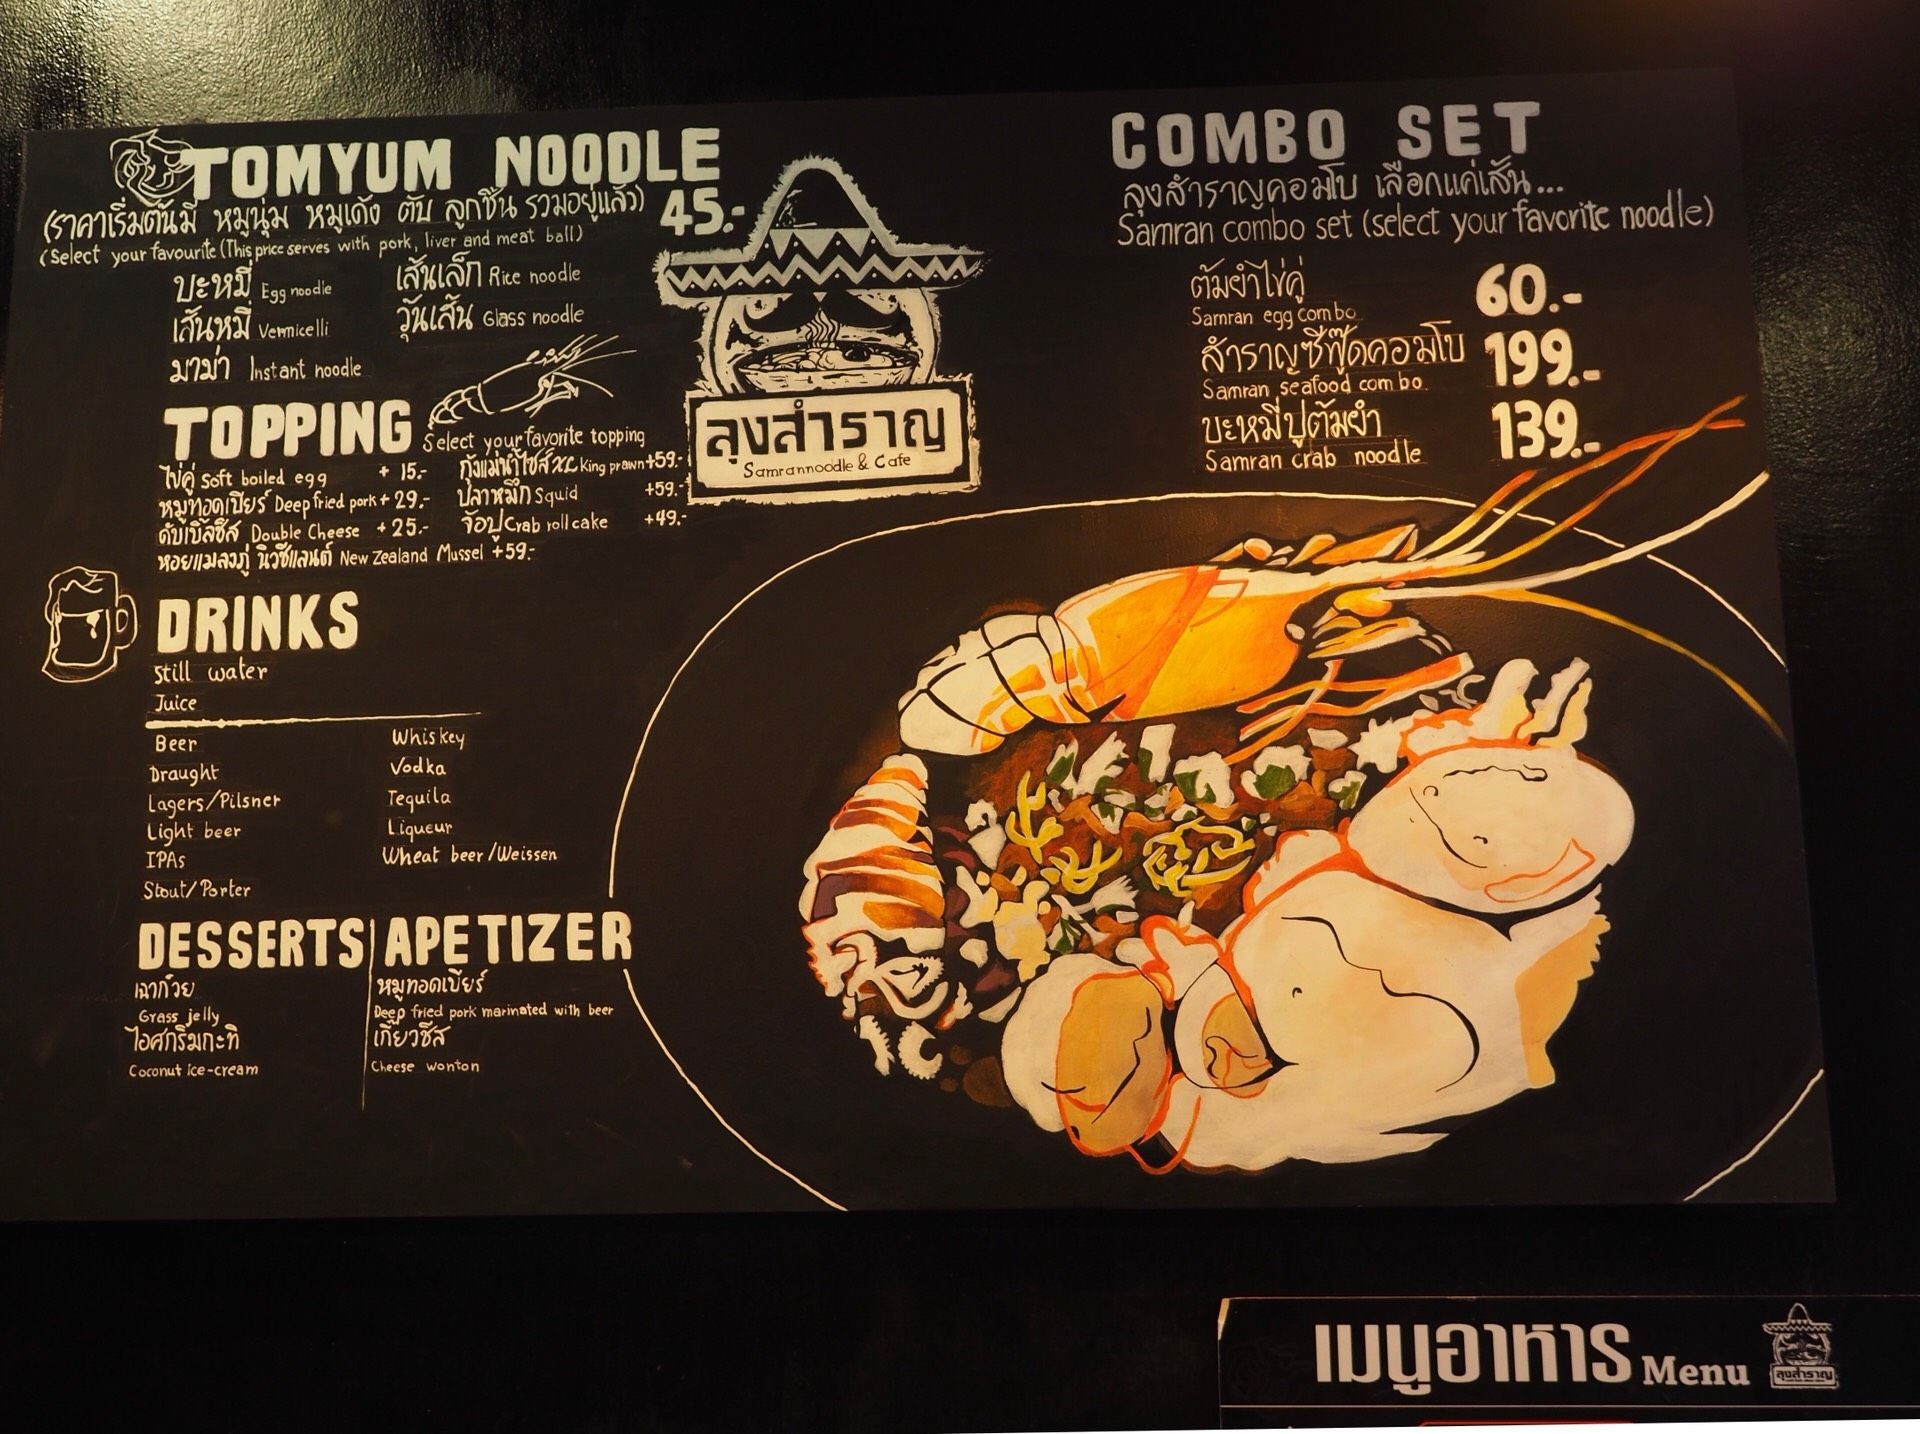 TOMYUM NOODLE
(ราคาเริ่มต้นมี หมูนุ่ม หมูเด้ง ตับ ลูกชิ้น รวมอยู่แล้ว) 45.-
(Select your favourite (This price serves with pork, liver and meat ball)
บะหมี่ Egg noodle เส้นเล็ก Rice noodle
เส้นหมี่ Vermicelli วุ้นเส้น Glass noodle
มาม่า Instant noodle
TOPPING Select your favorite topping
ไข่คู่ Soft boiled egg + 15.- กุ้งแม่น้ำไซส์ XL King prawn +59.-
หมูทอดเบียร์ Deep fried pork + 29.- ปลาหมึก Squid +59.-
ดับเบิ้ลชีส Double Cheese + 25.- จ้อปู Crab roll cake +49.-
หอยแมลงภู่ นิวซีแลนด์ New Zealand Mussel +59.-
DRINKS
Still water
Juice
Beer Whiskey
Draught Vodka
Lagers/Pilsner Tequila
Light beer Liqueur
IPAs Wheat beer/Weissen
Stout/Porter
DESSERTS
เฉาก๊วย
Grass jelly
ไอศกริ่มกะทิ
Coconut ice-cream
APETIZER
หมูทอดเบียร์
Deep fried pork marinated with beer
เกี๊ยวชีส
Cheese wonton
ลุงสำราญ
Samrannoodle & Cafe
COMBO SET
ลุงสำราญคอมโบ เลือกแค่เส้น...
Samran combo set (select your favorite noodle)
ต้มยำไข่คู่ 60.-
Samran egg combo
สำราญซีฟู๊ดคอมโบ 199.-
Samran seafood combo.
บะหมี่ปูต้มยำ 139.-
Samran crab noodle
เมนูอาหาร Menu
ลุงสำราญ